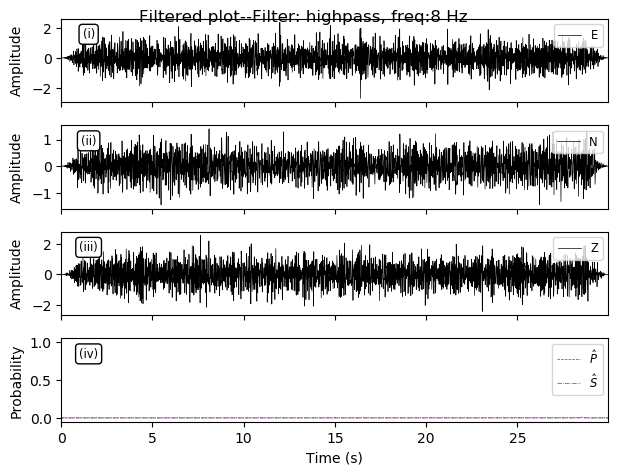 Filtered plot--Filter: highpass, freq:8 Hz
Amplitude
2
0
−2
(i)
E
Amplitude
1
0
−1
(ii)
N
Amplitude
2
0
−2
(iii)
Z
Probability
1.0
0.5
0.0
(iv)
P̂
Ŝ
0 5 10 15 20 25
Time (s)